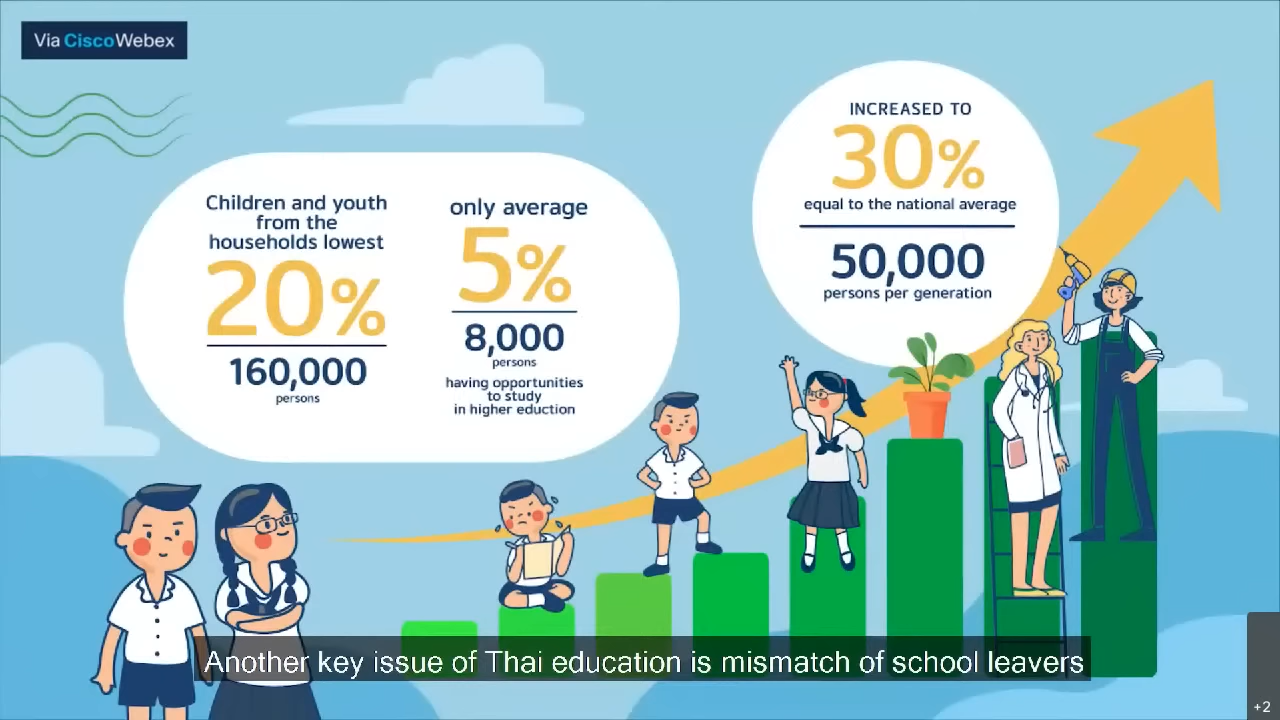 Via CiscoWebex
Children and youth
from the
households lowest
20%
160,000
persons
only average
5%
8,000
persons
having opportunities
to study
in higher eduction
INCREASED TO
30%
equal to the national average
50,000
persons per generation
Another key issue of Thai education is mismatch of school leavers
+2